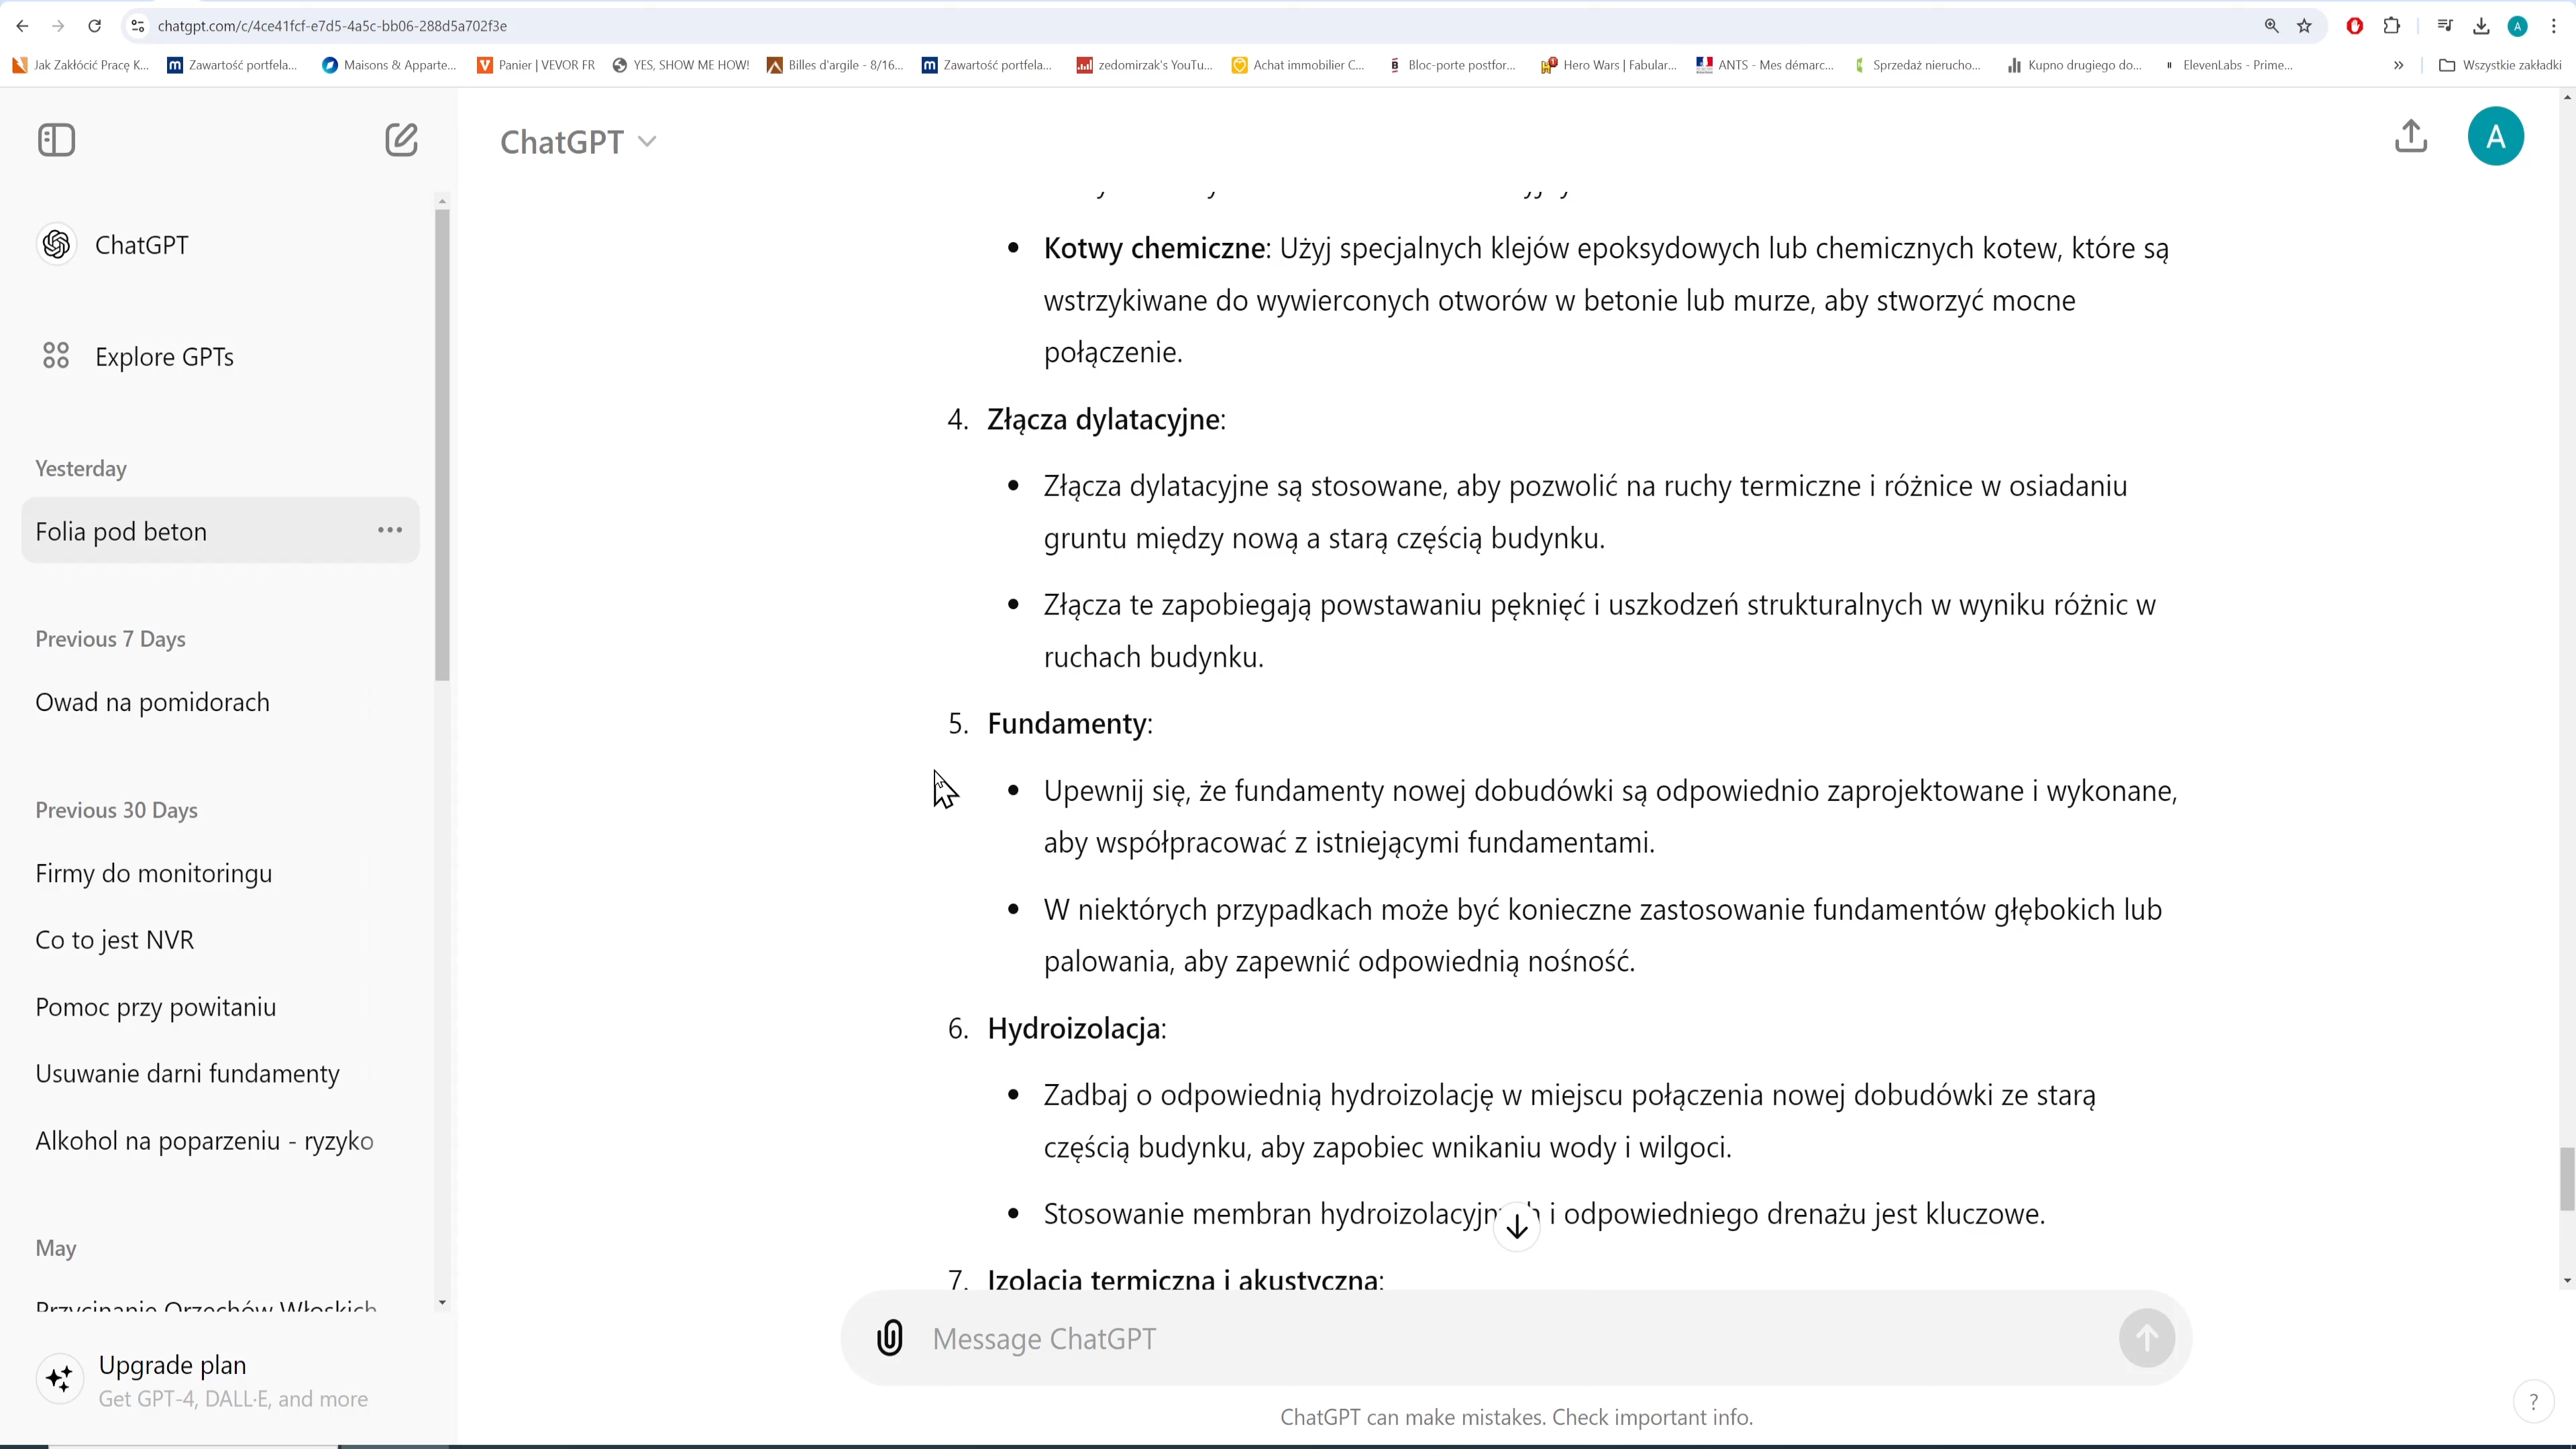 chatgpt.com/c/4ce41fcf-e7d5-4a5c-bb06-288d5a702f3e
A
Jak Zakłócić Pracę K...
Zawartość portfela...
Maisons & Apparte...
Panier | VEVOR FR
YES, SHOW ME HOW!
Billes d'argile - 8/16...
Zawartość portfela...
zedomirzak's YouTu...
Achat immobilier C...
Bloc-porte postfor...
Hero Wars | Fabular...
ANTS - Mes démarc...
Sprzedaż nierucho...
Kupno drugiego do...
ElevenLabs - Prime...
»
Wszystkie zakładki
ChatGPT
A
ChatGPT
Explore GPTs
Yesterday
Folia pod beton
Previous 7 Days
Owad na pomidorach
Previous 30 Days
Firmy do monitoringu
Co to jest NVR
Pomoc przy powitaniu
Usuwanie darni fundamenty
Alkohol na poparzeniu - ryzyko
May
Przycinanie Orzechów Włoskich
Upgrade plan
Get GPT-4, DALL·E, and more
• Kotwy chemiczne: Użyj specjalnych klejów epoksydowych lub chemicznych kotew, które są
wstrzykiwane do wywierconych otworów w betonie lub murze, aby stworzyć mocne
połączenie.
4. Złącza dylatacyjne:
• Złącza dylatacyjne są stosowane, aby pozwolić na ruchy termiczne i różnice w osiadaniu
gruntu między nową a starą częścią budynku.
• Złącza te zapobiegają powstawaniu pęknięć i uszkodzeń strukturalnych w wyniku różnic w
ruchach budynku.
5. Fundamenty:
• Upewnij się, że fundamenty nowej dobudówki są odpowiednio zaprojektowane i wykonane,
aby współpracować z istniejącymi fundamentami.
• W niektórych przypadkach może być konieczne zastosowanie fundamentów głębokich lub
palowania, aby zapewnić odpowiednią nośność.
6. Hydroizolacja:
• Zadbaj o odpowiednią hydroizolację w miejscu połączenia nowej dobudówki ze starą
częścią budynku, aby zapobiec wnikaniu wody i wilgoci.
• Stosowanie membran hydroizolacyjnych i odpowiedniego drenażu jest kluczowe.
7. Izolacja termiczna i akustyczna:
Message ChatGPT
ChatGPT can make mistakes. Check important info.
?